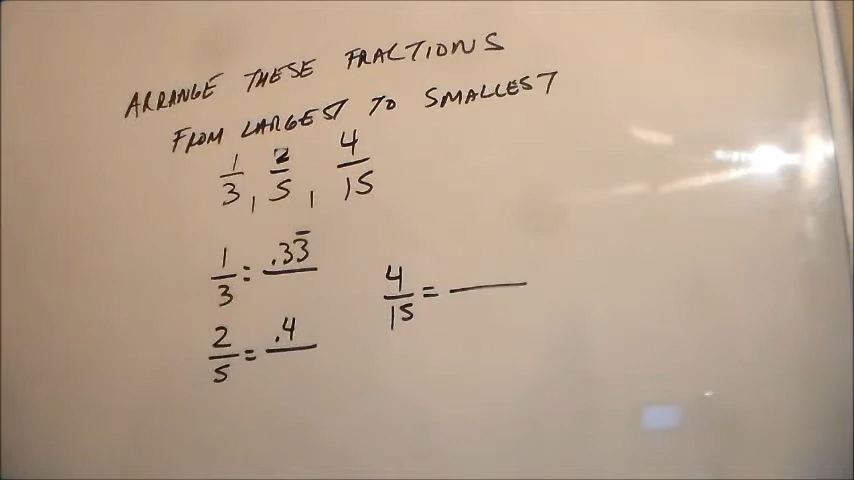 ARRANGE THESE FRACTIONS
FROM LARGEST TO SMALLEST
1/3, 2/5, 4/15
1/3 = .33̅
4/15 = ____
2/5 = .4